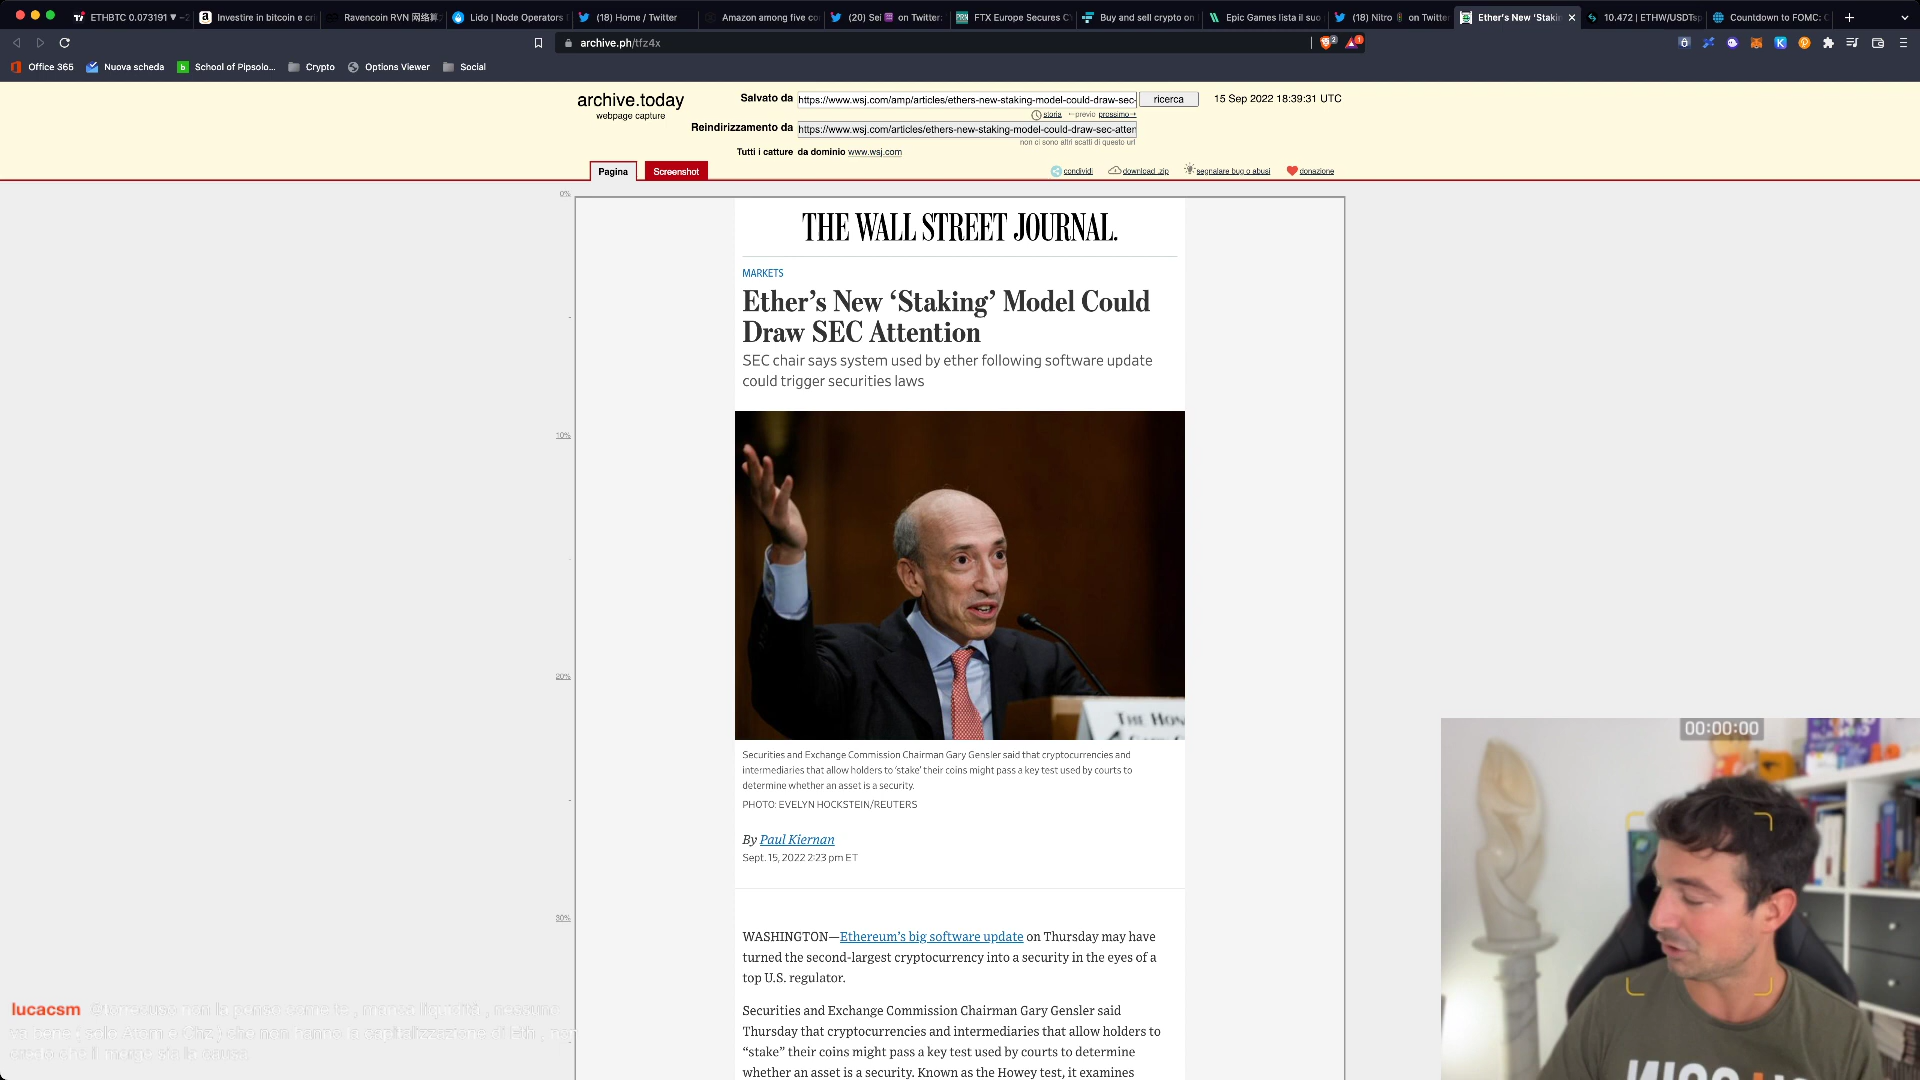 ETHBTC 0.073191 ▼ −2
Investire in bitcoin e cri
Ravencoin RVN 网络算
Lido | Node Operators
(18) Home / Twitter
Amazon among five co
(20) Sei on Twitter:
FTX Europe Secures C
Buy and sell crypto on
Epic Games lista il suo
(18) Nitro on Twitte
Ether's New 'Staki
10.472 | ETHW/USDTsp
Countdown to FOMC: C
archive.ph/tfz4x
Office 365
Nuova scheda
School of Pipsolo...
Crypto
Options Viewer
Social
archive.today
webpage capture
Salvato da
https://www.wsj.com/amp/articles/ethers-new-staking-model-could-draw-sec-
ricerca
15 Sep 2022 18:39:31 UTC
storia ←previo prossimo→
Reindirizzamento da
https://www.wsj.com/articles/ethers-new-staking-model-could-draw-sec-atter
non ci sono altri scatti di questo url
Tutti i catture da dominio www.wsj.com
Pagina
Screenshot
condividi
download .zip
segnalare bug o abusi
donazione
0%
THE WALL STREET JOURNAL.
MARKETS
Ether's New 'Staking' Model Could
Draw SEC Attention
SEC chair says system used by ether following software update
could trigger securities laws
10%
20%
THE HON
Securities and Exchange Commission Chairman Gary Gensler said that cryptocurrencies and
intermediaries that allow holders to 'stake' their coins might pass a key test used by courts to
determine whether an asset is a security.
PHOTO: EVELYN HOCKSTEIN/REUTERS
00:00:00
By Paul Kiernan
Sept. 15, 2022 2:23 pm ET
30%
WASHINGTON—Ethereum's big software update on Thursday may have
turned the second-largest cryptocurrency into a security in the eyes of a
top U.S. regulator.
Securities and Exchange Commission Chairman Gary Gensler said
Thursday that cryptocurrencies and intermediaries that allow holders to
"stake" their coins might pass a key test used by courts to determine
whether an asset is a security. Known as the Howey test, it examines
lucacsm